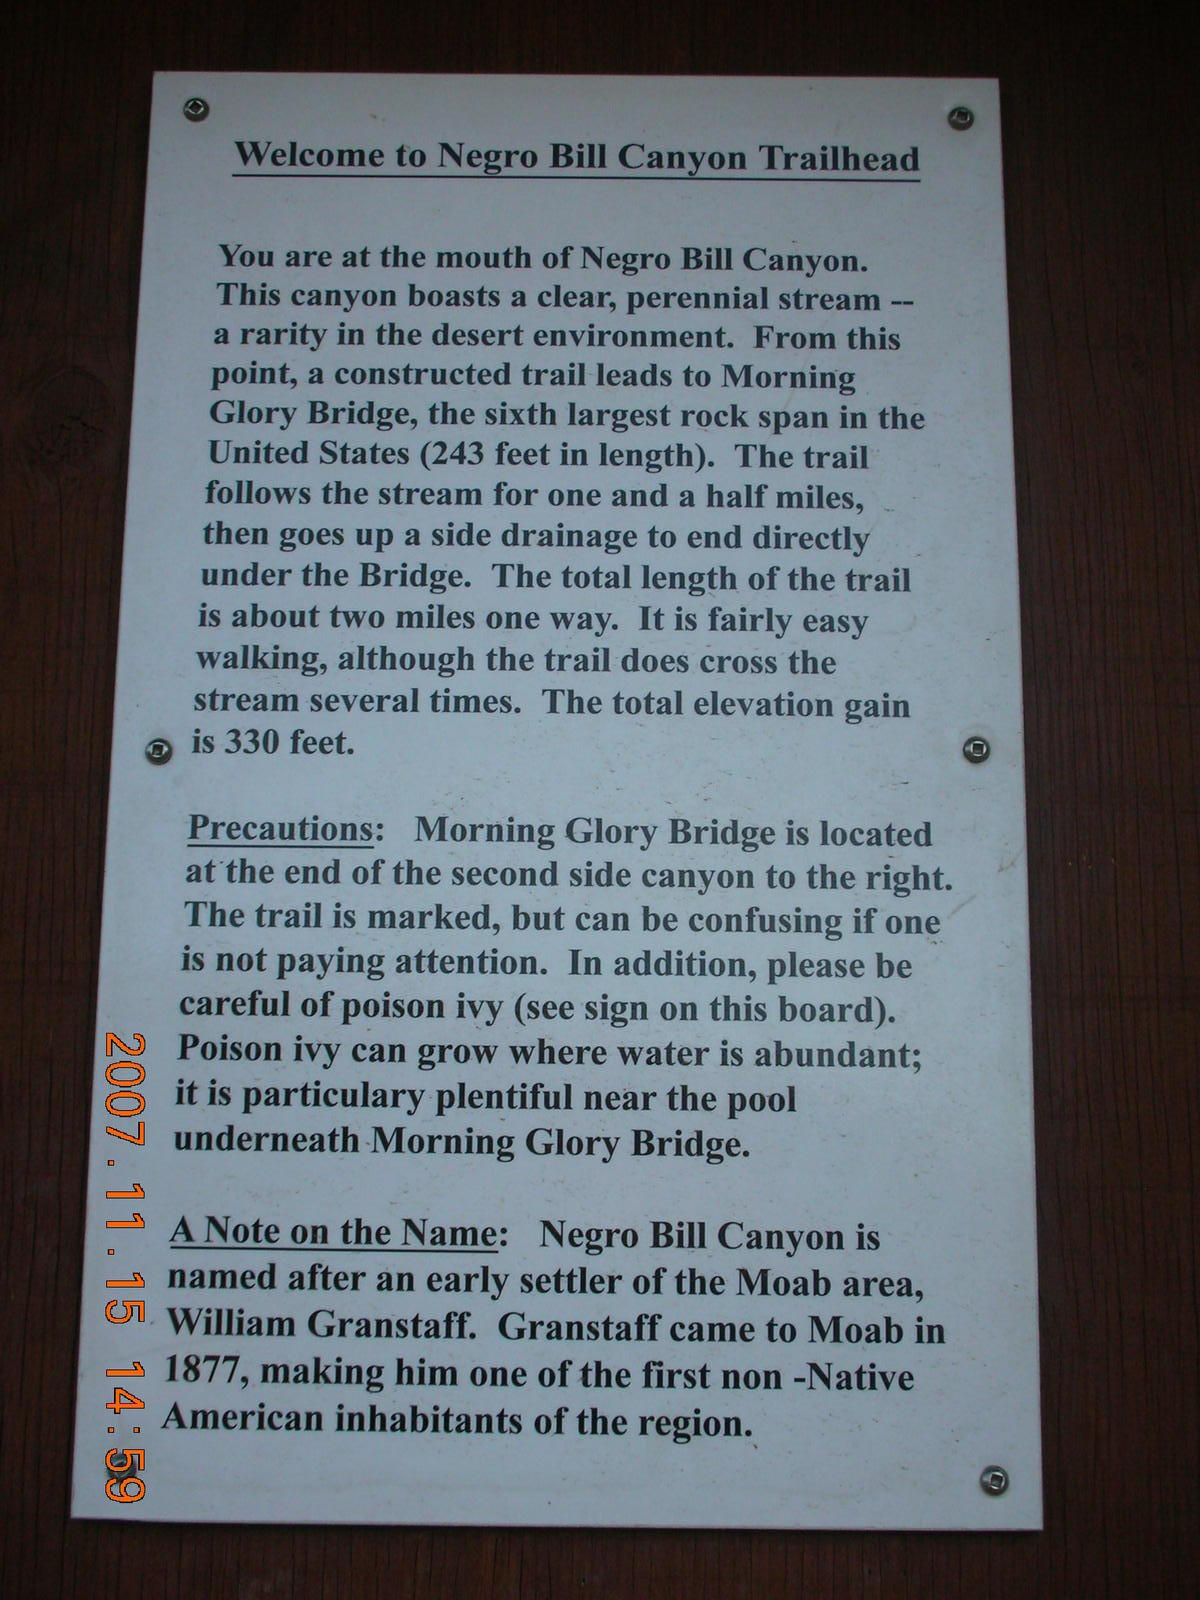 Welcome to Negro Bill Canyon Trailhead
You are at the mouth of Negro Bill Canyon.
This canyon boasts a clear, perennial stream --
a rarity in the desert environment. From this
point, a constructed trail leads to Morning
Glory Bridge, the sixth largest rock span in the
United States (243 feet in length). The trail
follows the stream for one and a half miles,
then goes up a side drainage to end directly
under the Bridge. The total length of the trail
is about two miles one way. It is fairly easy
walking, although the trail does cross the
stream several times. The total elevation gain
is 330 feet.
Precautions: Morning Glory Bridge is located
at the end of the second side canyon to the right.
The trail is marked, but can be confusing if one
is not paying attention. In addition, please be
careful of poison ivy (see sign on this board).
Poison ivy can grow where water is abundant;
it is particulary plentiful near the pool
underneath Morning Glory Bridge.
A Note on the Name: Negro Bill Canyon is
named after an early settler of the Moab area,
William Granstaff. Granstaff came to Moab in
1877, making him one of the first non -Native
American inhabitants of the region.
2007.11.15 14:59